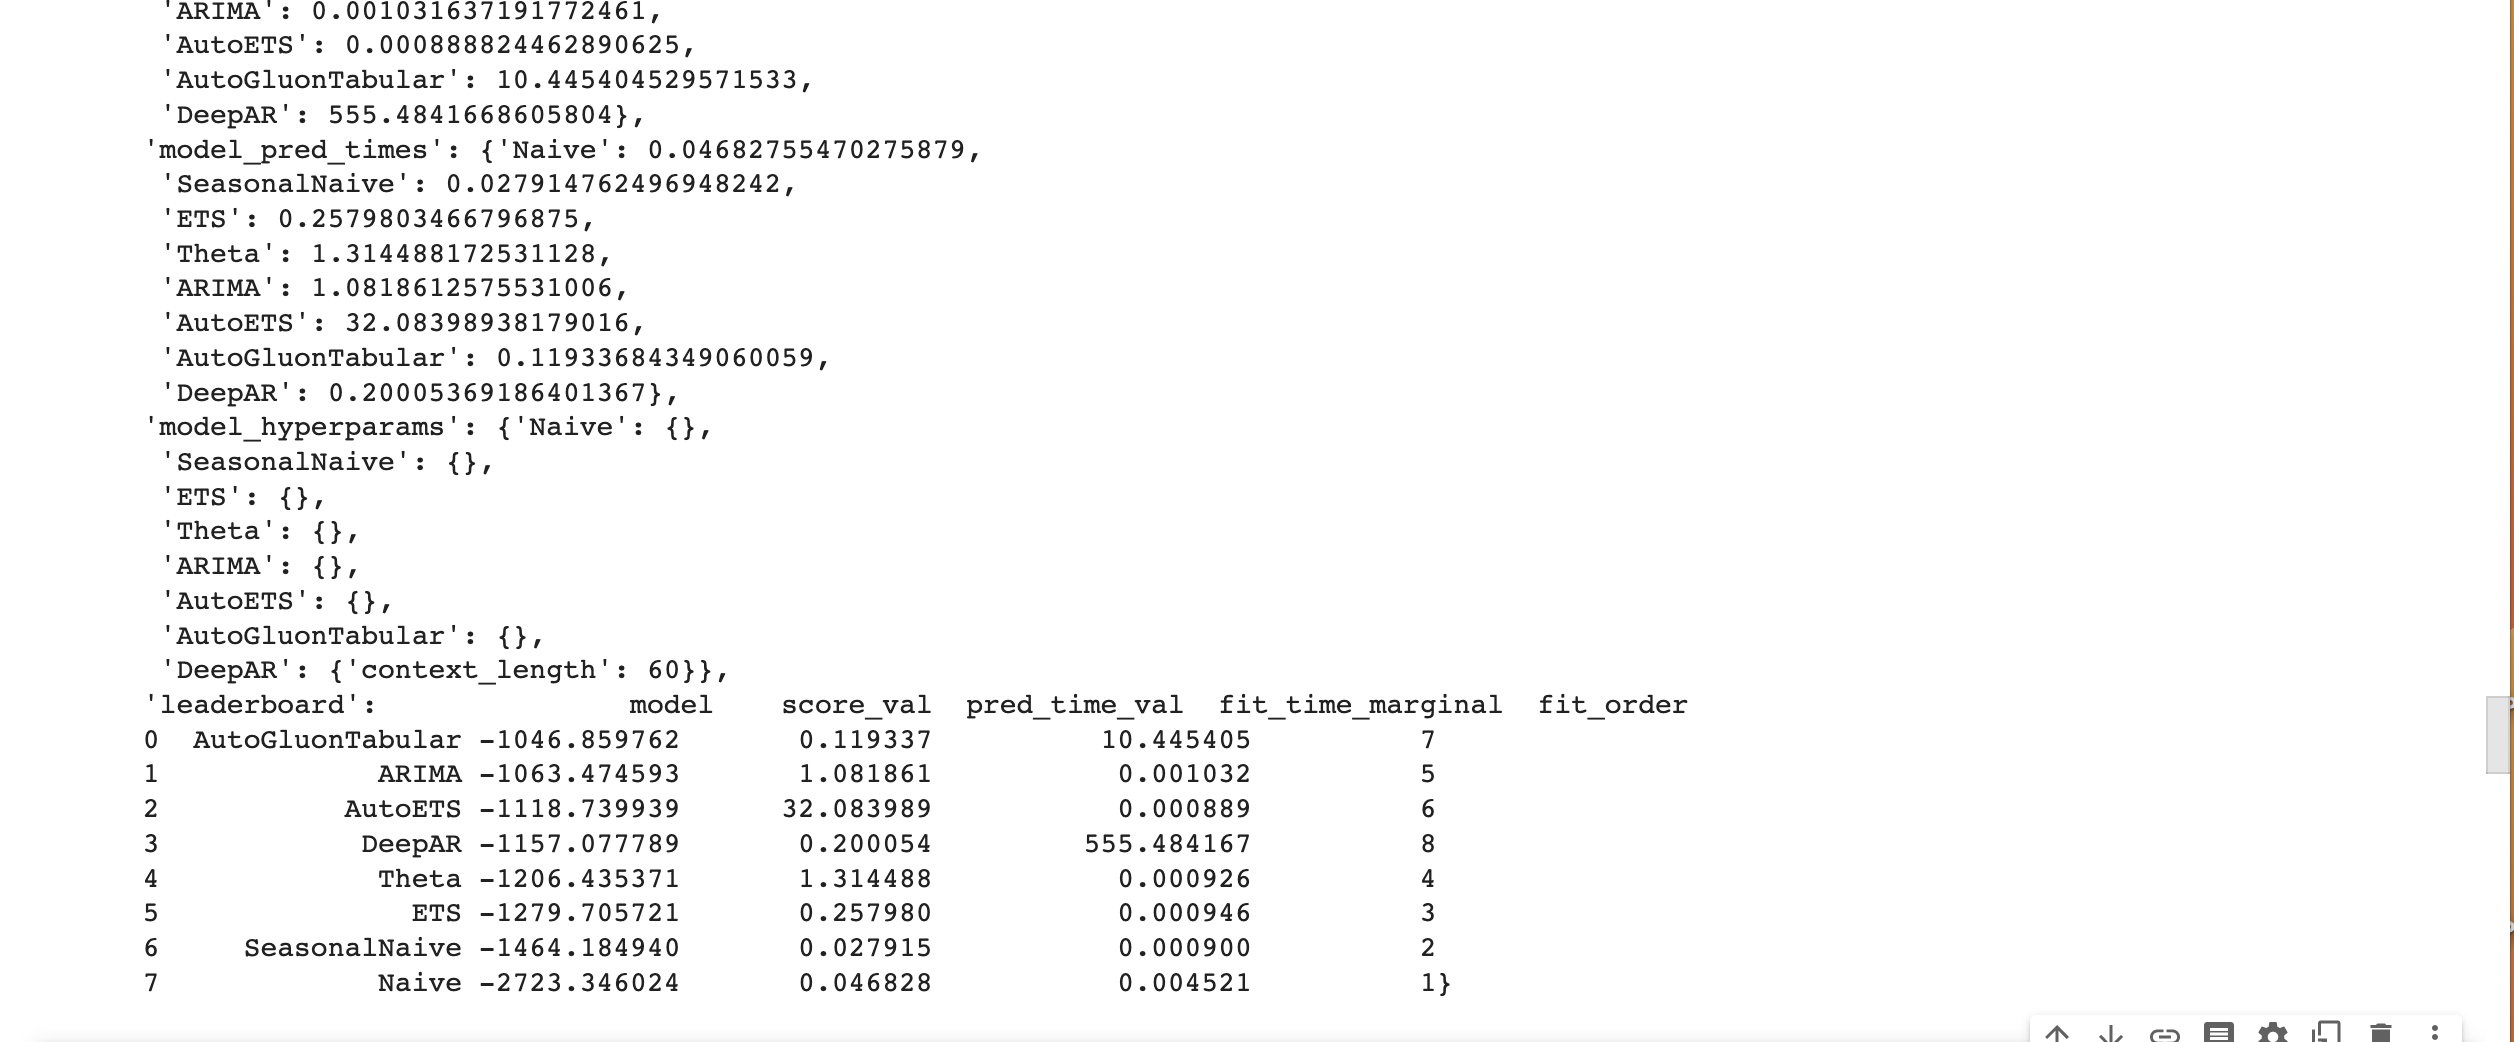 'ARIMA': 0.001031637191772461,
'AutoETS': 0.000888824462890625,
'AutoGluonTabular': 10.445404529571533,
'DeepAR': 555.4841668605804},
'model_pred_times': {'Naive': 0.04682755470275879,
'SeasonalNaive': 0.027914762496948242,
'ETS': 0.2579803466796875,
'Theta': 1.314488172531128,
'ARIMA': 1.0818612575531006,
'AutoETS': 32.08398938179016,
'AutoGluonTabular': 0.11933684349060059,
'DeepAR': 0.20005369186401367},
'model_hyperparams': {'Naive': {},
'SeasonalNaive': {},
'ETS': {},
'Theta': {},
'ARIMA': {},
'AutoETS': {},
'AutoGluonTabular': {},
'DeepAR': {'context_length': 60}},
'leaderboard': model score_val pred_time_val fit_time_marginal fit_order
0 AutoGluonTabular -1046.859762 0.119337 10.445405 7
1 ARIMA -1063.474593 1.081861 0.001032 5
2 AutoETS -1118.739939 32.083989 0.000889 6
3 DeepAR -1157.077789 0.200054 555.484167 8
4 Theta -1206.435371 1.314488 0.000926 4
5 ETS -1279.705721 0.257980 0.000946 3
6 SeasonalNaive -1464.184940 0.027915 0.000900 2
7 Naive -2723.346024 0.046828 0.004521 1}